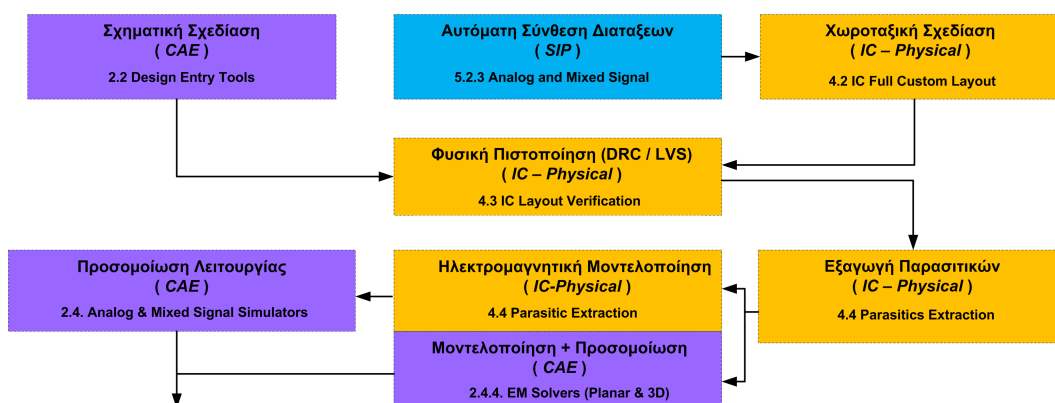 Σχηματική Σχεδίαση
( CAE )
2.2 Design Entry Tools
Αυτόματη Σύνθεση Διαταξεων
( SIP )
5.2.3 Analog and Mixed Signal
Χωροταξική Σχεδίαση
( IC – Physical )
4.2 IC Full Custom Layout
Φυσική Πιστοποίηση (DRC / LVS)
( IC – Physical )
4.3 IC Layout Verification
Προσομοίωση Λειτουργίας
( CAE )
2.4. Analog & Mixed Signal Simulators
Ηλεκτρομαγνητική Μοντελοποίηση
( IC-Physical )
4.4 Parasitic Extraction
Εξαγωγή Παρασιτικών
( IC – Physical )
4.4 Parasitics Extraction
Μοντελοποίηση + Προσομοίωση
( CAE )
2.4.4. EM Solvers (Planar & 3D)